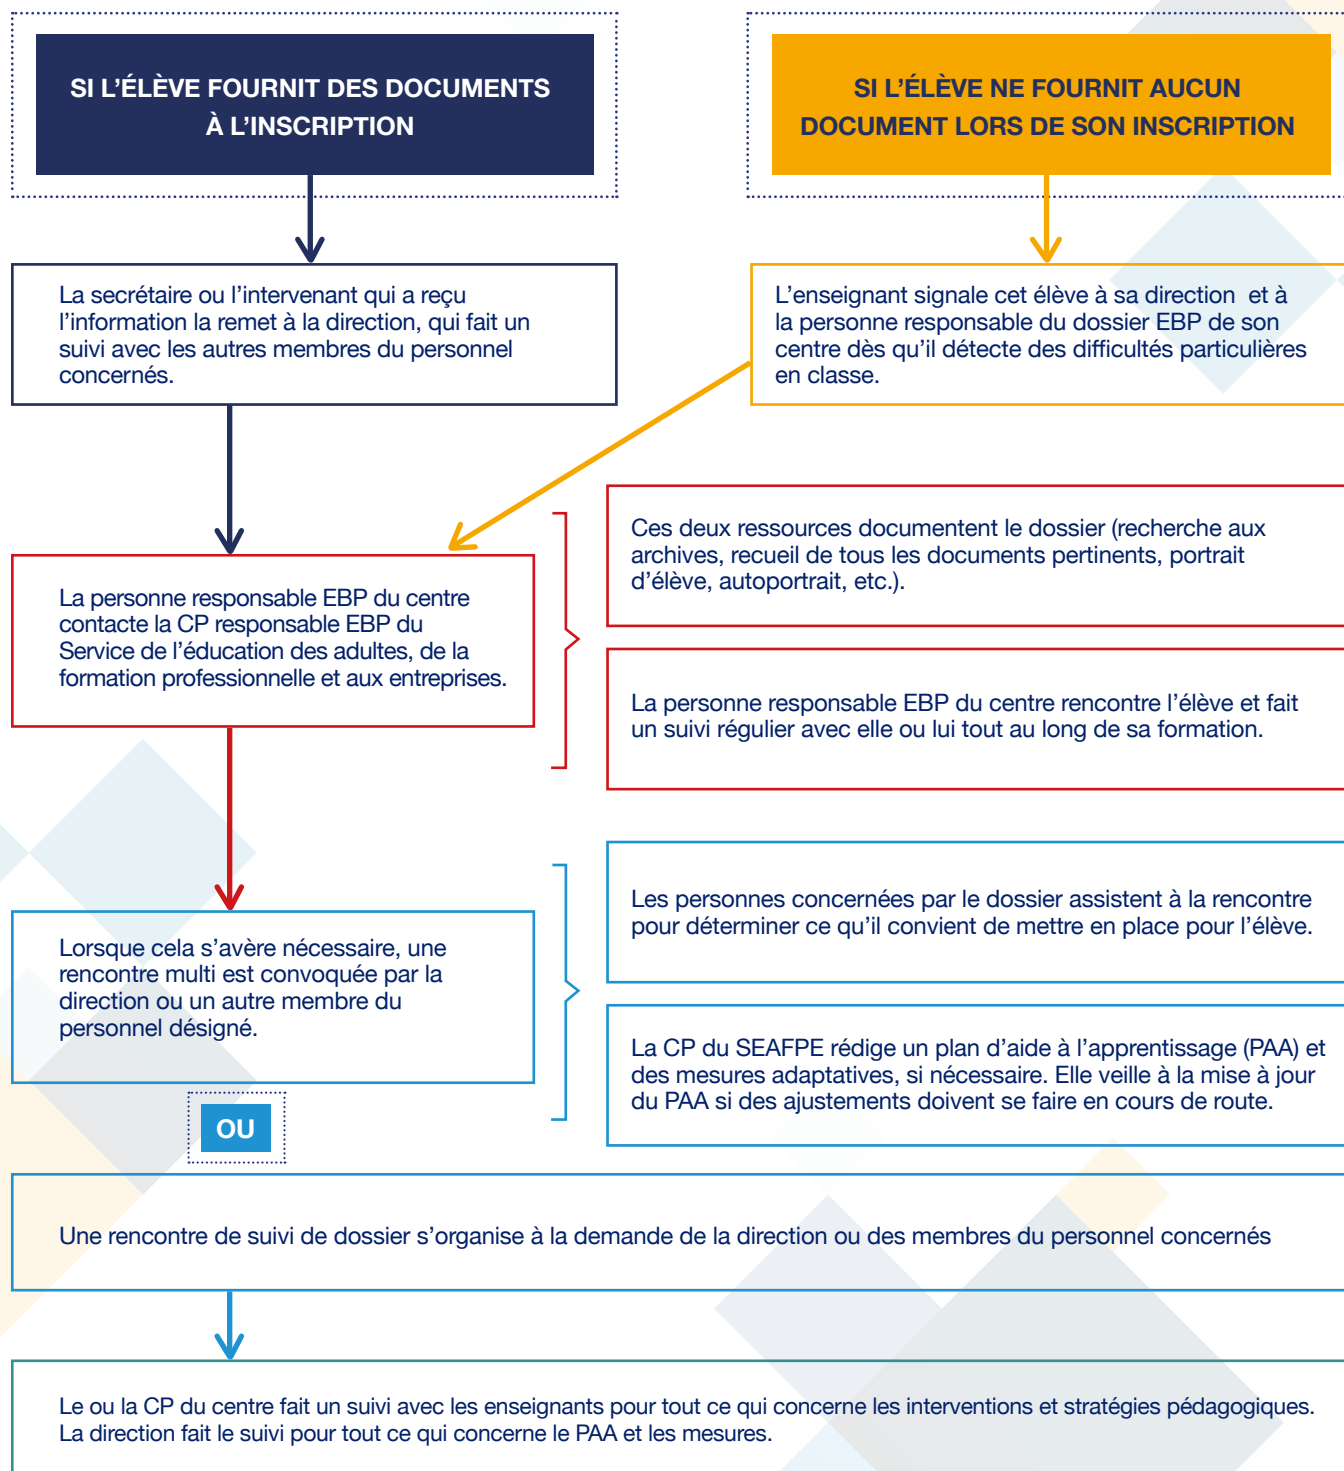 SI L'ÉLÈVE FOURNIT DES DOCUMENTS
À L'INSCRIPTION
SI L'ÉLÈVE NE FOURNIT AUCUN
DOCUMENT LORS DE SON INSCRIPTION
La secrétaire ou l'intervenant qui a reçu
l'information la remet à la direction, qui fait un
suivi avec les autres membres du personnel
concernés.
L'enseignant signale cet élève à sa direction et à
la personne responsable du dossier EBP de son
centre dès qu'il détecte des difficultés particulières
en classe.
La personne responsable EBP du centre
contacte la CP responsable EBP du
Service de l'éducation des adultes, de la
formation professionnelle et aux entreprises.
Ces deux ressources documentent le dossier (recherche aux
archives, recueil de tous les documents pertinents, portrait
d'élève, autoportrait, etc.).
La personne responsable EBP du centre rencontre l'élève et fait
un suivi régulier avec elle ou lui tout au long de sa formation.
Lorsque cela s'avère nécessaire, une
rencontre multi est convoquée par la
direction ou un autre membre du
personnel désigné.
Les personnes concernées par le dossier assistent à la rencontre
pour déterminer ce qu'il convient de mettre en place pour l'élève.
La CP du SEAFPE rédige un plan d'aide à l'apprentissage (PAA) et
des mesures adaptatives, si nécessaire. Elle veille à la mise à jour
du PAA si des ajustements doivent se faire en cours de route.
OU
Une rencontre de suivi de dossier s'organise à la demande de la direction ou des membres du personnel concernés
Le ou la CP du centre fait un suivi avec les enseignants pour tout ce qui concerne les interventions et stratégies pédagogiques.
La direction fait le suivi pour tout ce qui concerne le PAA et les mesures.